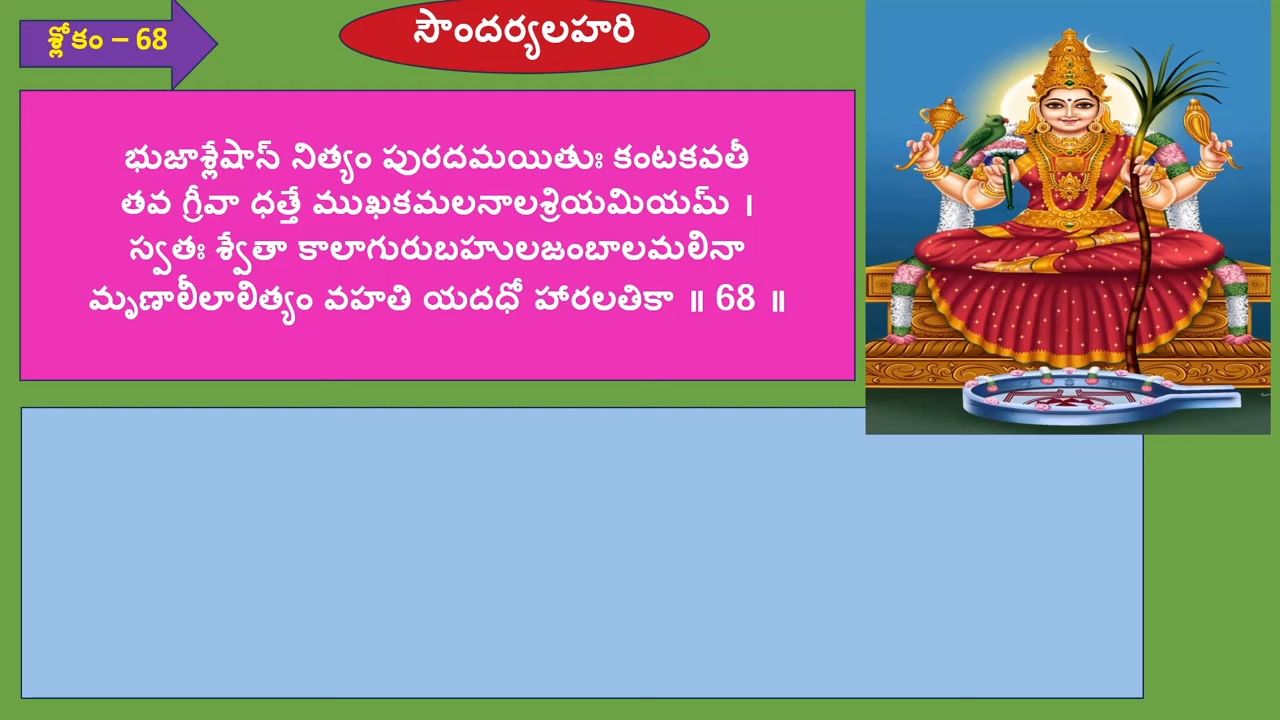 శ్లోకం – 68
సౌందర్యలహరి
భుజాశ్లేషాన్ నిత్యం పురదమయితుః కంటకవతీ
తవ గ్రీవా ధత్తే ముఖకమలనాలశ్రియమియమ్ ।
స్వతః శ్వేతా కాలాగురుబహులజంబాలమలినా
మృణాలీలాలిత్యం వహతి యదధో హారలతికా ॥ 68 ॥